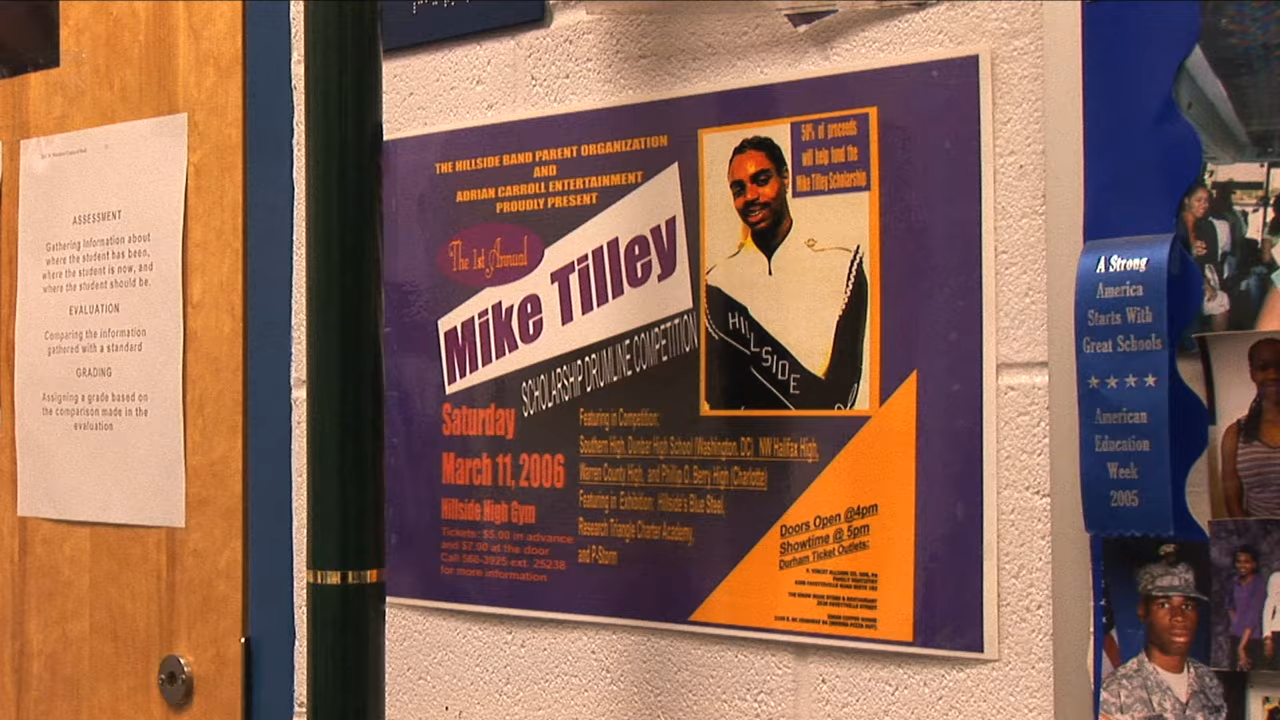 ASSESSMENT
Gathering Information about
where the student has been,
where the student is now, and
where the student should be.
EVALUATION
Comparing the information
gathered with a standard
GRADING
Assigning a grade based on
the comparison made in the
evaluation
THE HILLSIDE BAND PARENT ORGANIZATION
AND
ADRIAN CARROLL ENTERTAINMENT
PROUDLY PRESENT
The 1st Annual
Mike Tilley
SCHOLARSHIP DRUMLINE COMPETITION
50% of proceeds
will help fund the
Mike Tilley Scholarship
HILLSIDE
Saturday
March 11, 2006
Hillside High Gym
Tickets: $5.00 in advance
and $7.00 at the door
Call 560-3925 ext. 25238
for more information
Featuring in Competition:
Southern High, Dunbar High School (Washington, DC) NW Halifax High,
Warren County High, and Phillip O. Berry High (Charlotte)
Featuring in Exhibition: Hillside's Blue Steel,
Research Triangle Charter Academy,
and P-Storm
Doors Open @4pm
Showtime @ 5pm
Durham Ticket Outlets:
A Strong
America
Starts With
Great Schools
American
Education
Week
2005